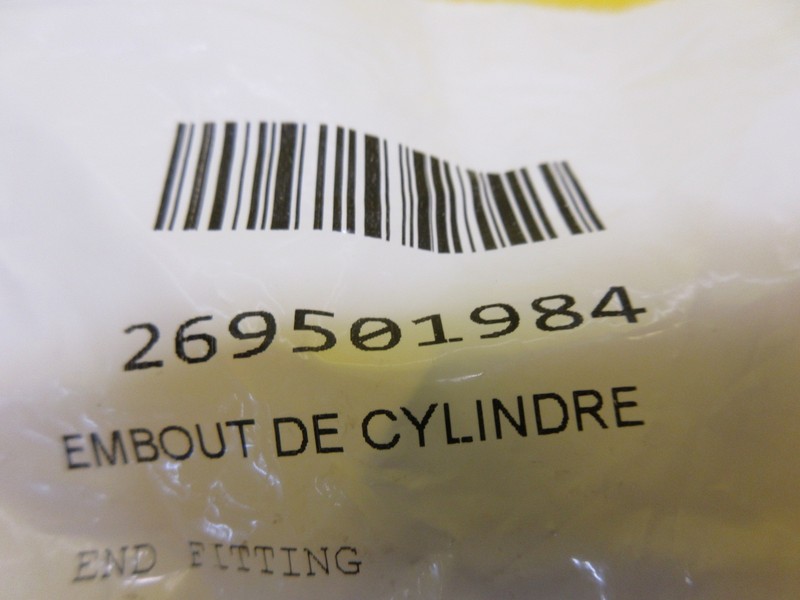 269501984
EMBOUT DE CYLINDRE
END FITTING